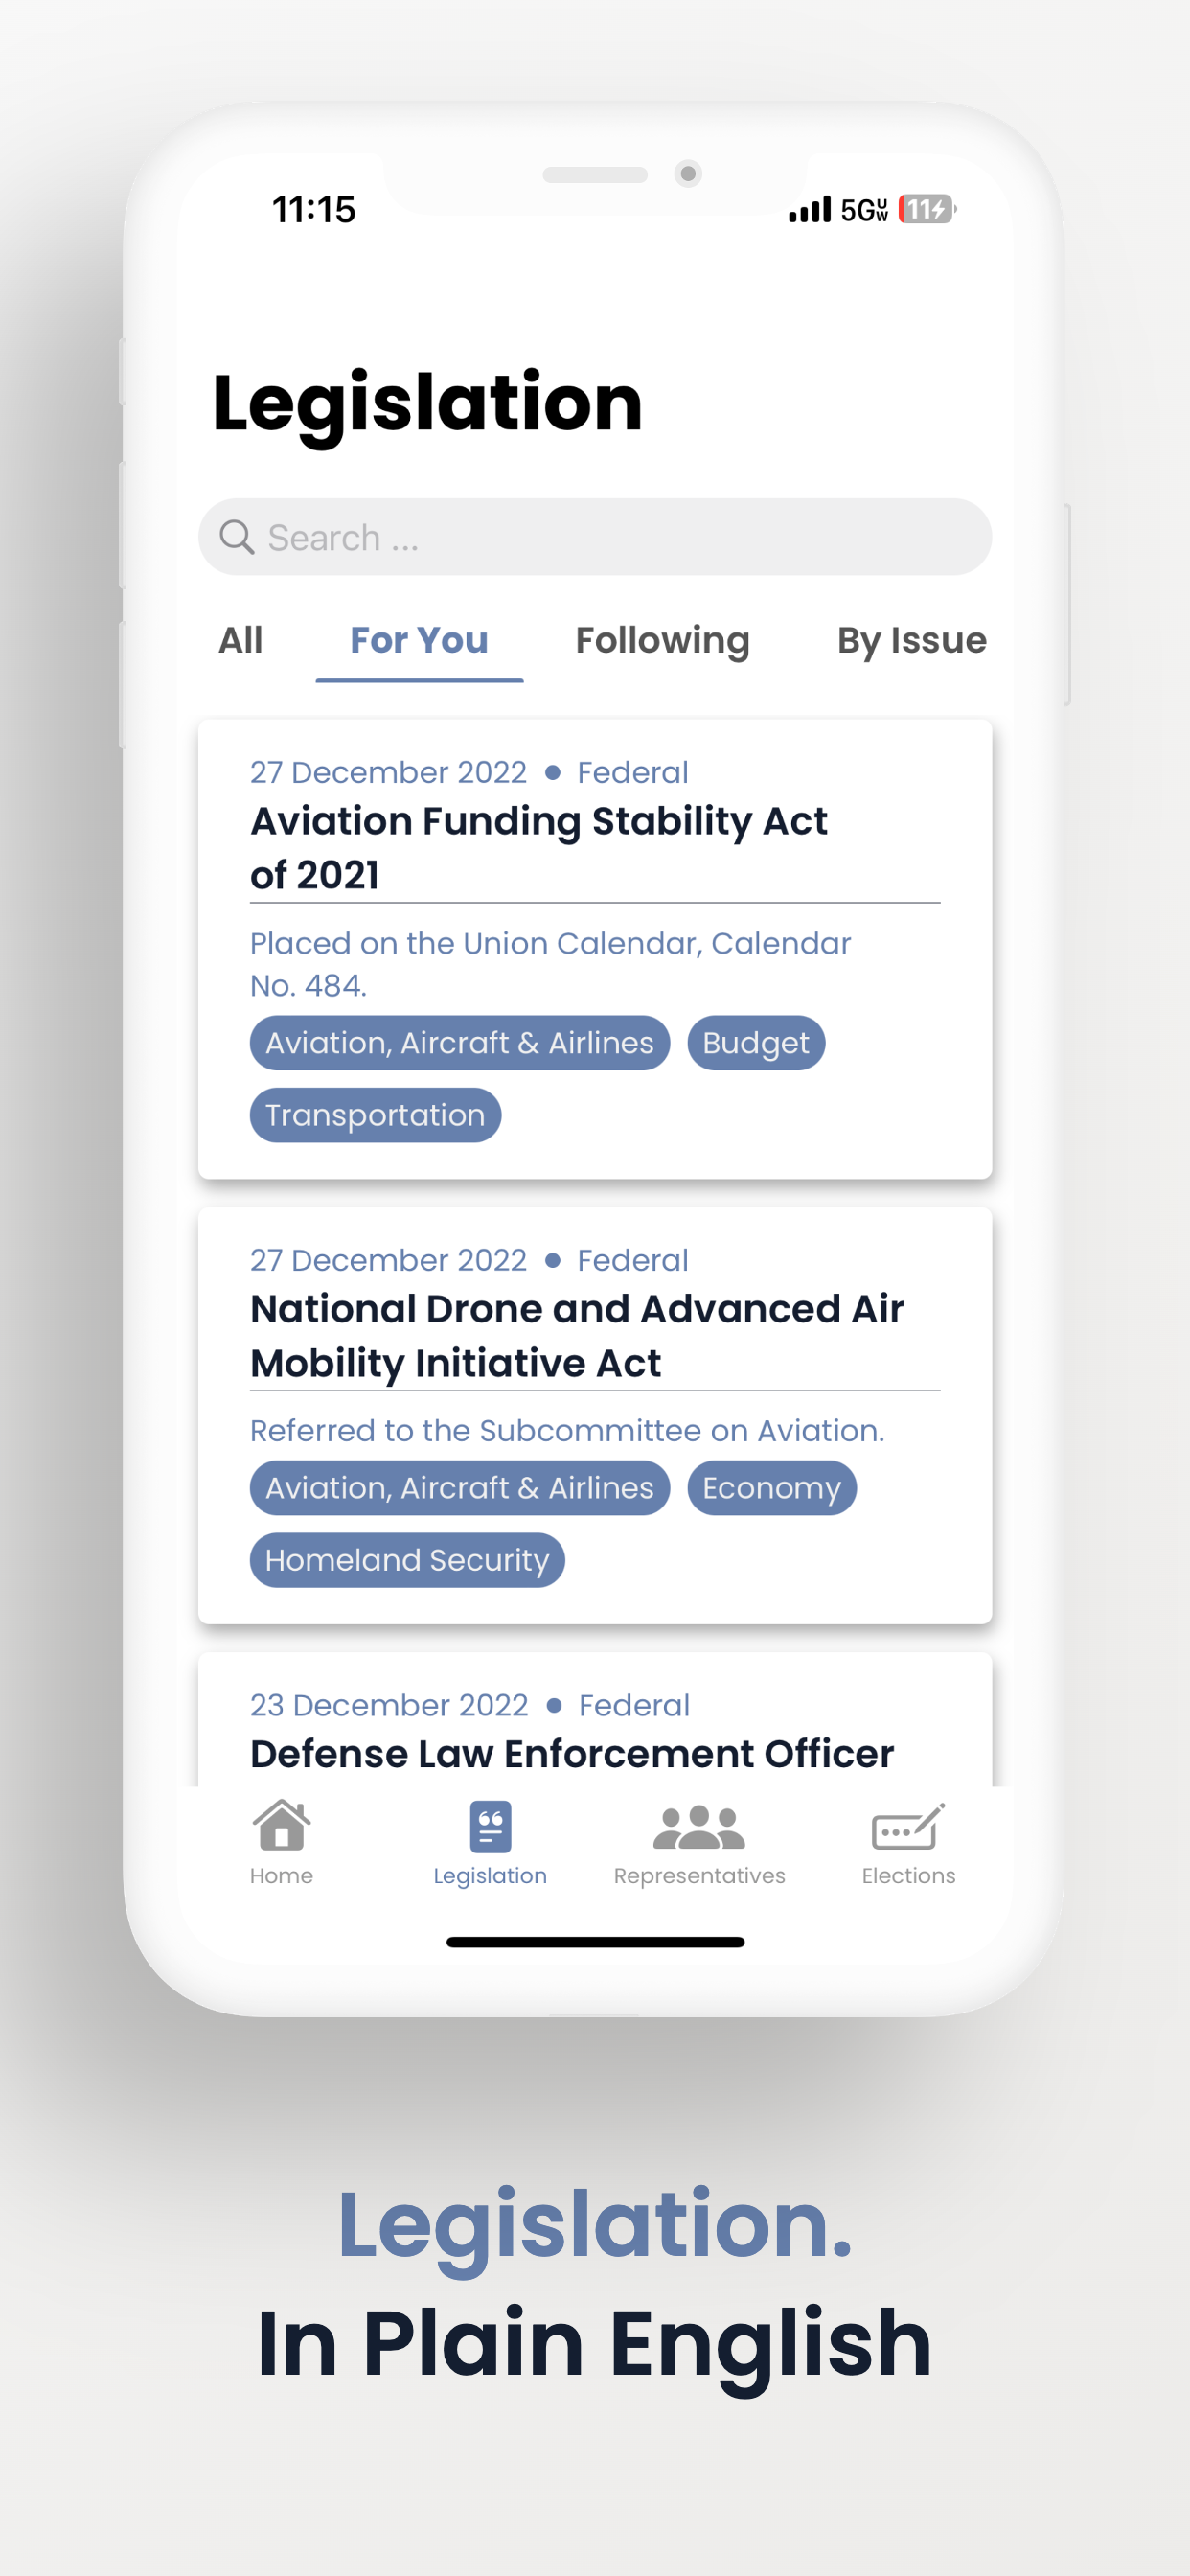 11:15
5GUW 11
Legislation
Search ...
All For You Following By Issue
27 December 2022 • Federal
Aviation Funding Stability Act
of 2021
Placed on the Union Calendar, Calendar
No. 484.
Aviation, Aircraft & Airlines Budget
Transportation
27 December 2022 • Federal
National Drone and Advanced Air
Mobility Initiative Act
Referred to the Subcommittee on Aviation.
Aviation, Aircraft & Airlines Economy
Homeland Security
23 December 2022 • Federal
Defense Law Enforcement Officer
Home Legislation Representatives Elections
Legislation.
In Plain English